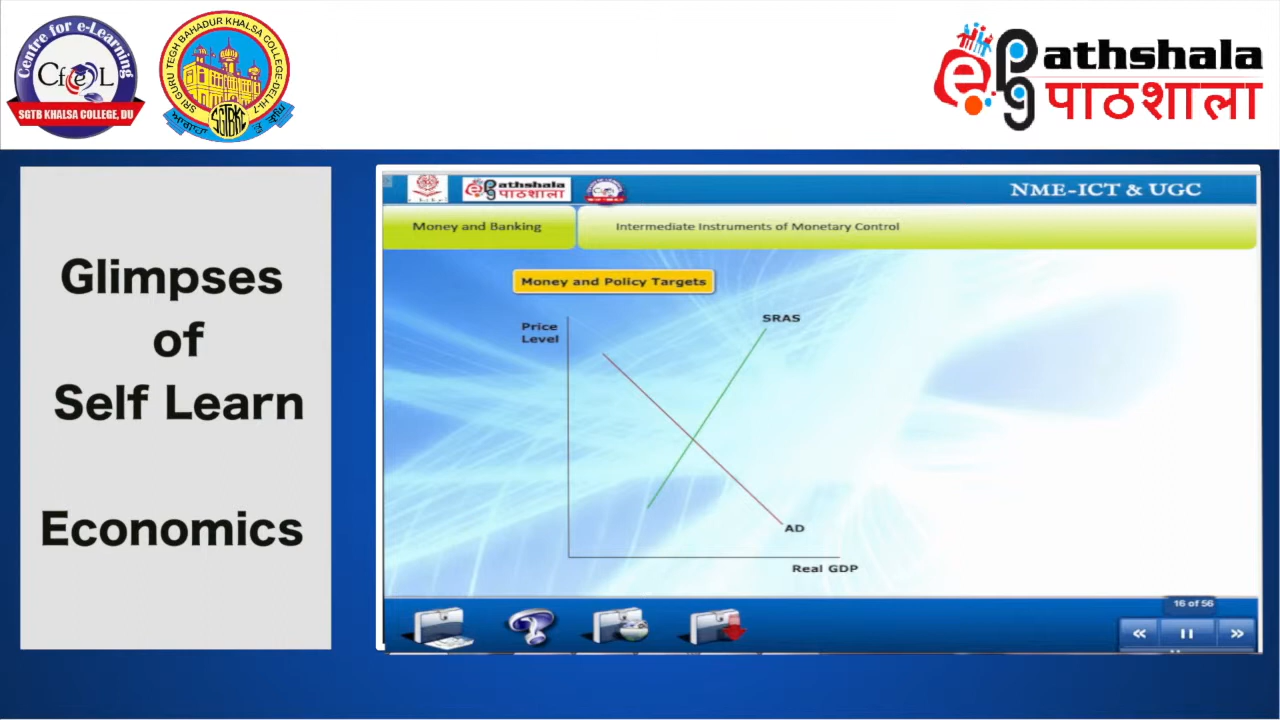 Centre for e-Learning
CfeL
SGTB KHALSA COLLEGE, DU
SRI GURU TEGH BAHADUR KHALSA COLLEGE-DELHI-7
SGTBKC
athshala
पाठशाला
Glimpses
of
Self Learn
Economics
athshala
पाठशाला
NME-ICT & UGC
Money and Banking
Intermediate Instruments of Monetary Control
Money and Policy Targets
SRAS
Price
Level
AD
Real GDP
16 of 56